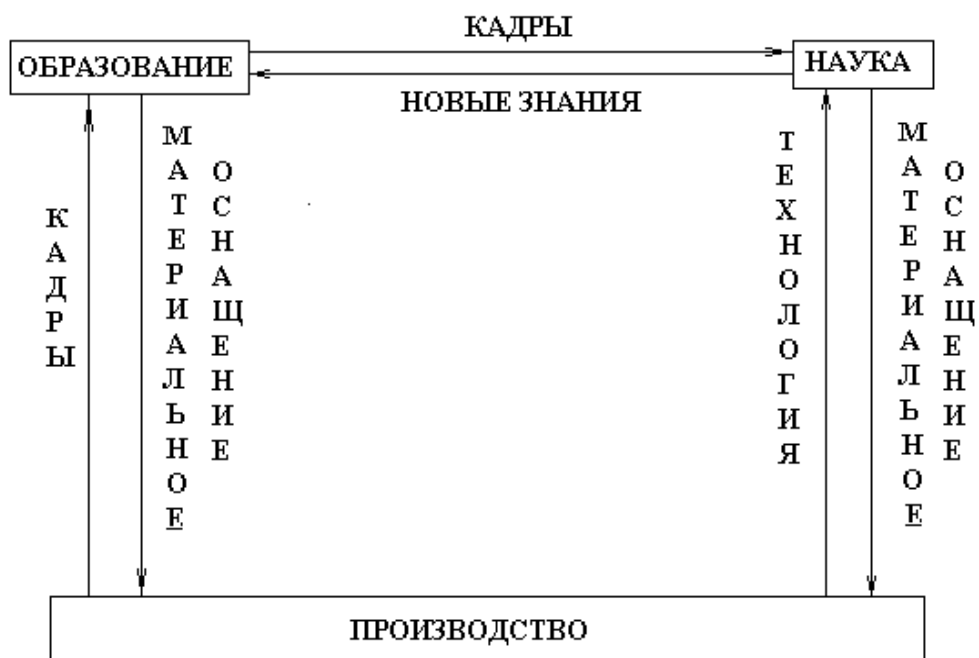 КАДРЫ
ОБРАЗОВАНИЕ
НАУКА
НОВЫЕ ЗНАНИЯ
КАДРЫ
МАТЕРИАЛЬНОЕ
ОСНАЩЕНИЕ
ТЕХНОЛОГИЯ
МАТЕРИАЛЬНОЕ
ОСНАЩЕНИЕ
ПРОИЗВОДСТВО